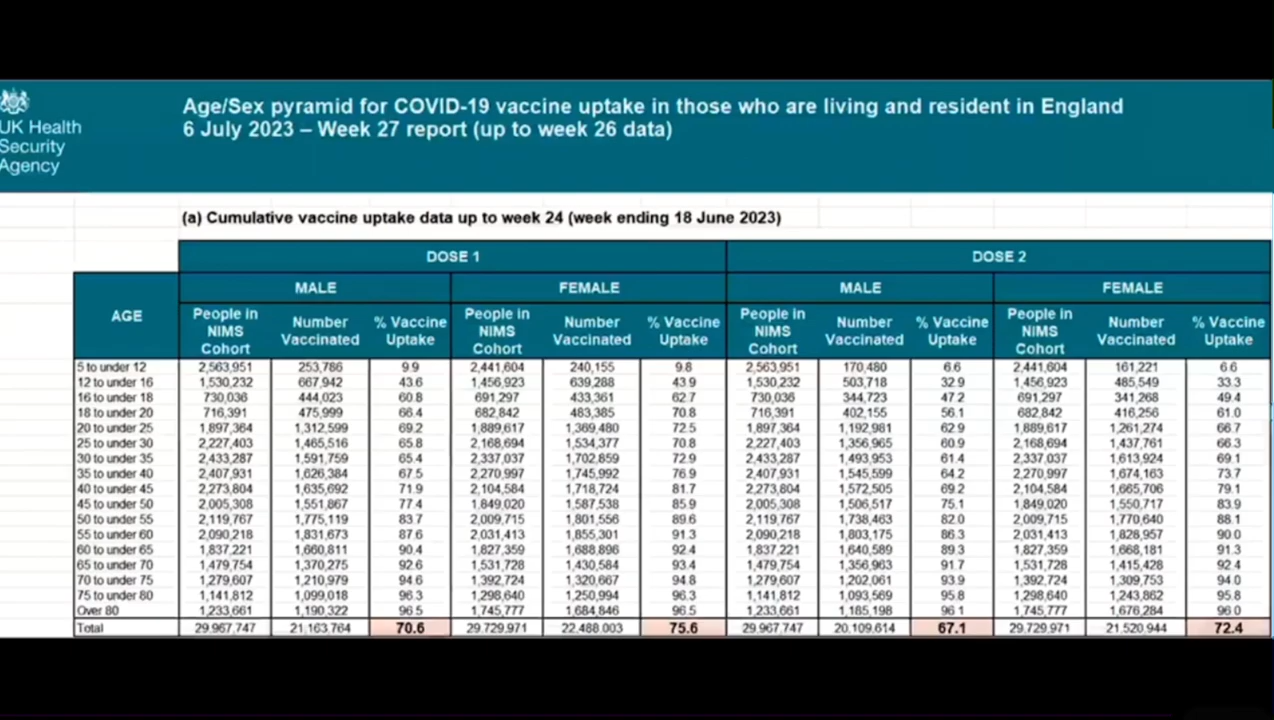 UK Health
Security
Agency
Age/Sex pyramid for COVID-19 vaccine uptake in those who are living and resident in England
6 July 2023 – Week 27 report (up to week 26 data)
(a) Cumulative vaccine uptake data up to week 24 (week ending 18 June 2023)
DOSE 1 DOSE 2
MALE FEMALE MALE FEMALE
AGE People in NIMS Cohort Number Vaccinated % Vaccine Uptake People in NIMS Cohort Number Vaccinated % Vaccine Uptake People in NIMS Cohort Number Vaccinated % Vaccine Uptake People in NIMS Cohort Number Vaccinated % Vaccine Uptake
5 to under 12 2,563,951 253,786 9.9 2,441,604 240,155 9.8 2,563,951 170,480 6.6 2,441,604 161,221 6.6
12 to under 16 1,530,232 667,942 43.6 1,456,923 639,288 43.9 1,530,232 503,718 32.9 1,456,923 485,549 33.3
16 to under 18 730,036 444,023 60.8 691,297 433,361 62.7 730,036 344,723 47.2 691,297 341,268 49.4
18 to under 20 716,391 475,999 66.4 682,842 483,385 70.8 716,391 402,155 56.1 682,842 416,256 61.0
20 to under 25 1,897,364 1,312,599 69.2 1,889,617 1,369,480 72.5 1,897,364 1,192,981 62.9 1,889,617 1,261,274 66.7
25 to under 30 2,227,403 1,465,516 65.8 2,168,694 1,534,377 70.8 2,227,403 1,356,965 60.9 2,168,694 1,437,761 66.3
30 to under 35 2,433,287 1,591,759 65.4 2,337,037 1,702,859 72.9 2,433,287 1,493,953 61.4 2,337,037 1,613,924 69.1
35 to under 40 2,407,931 1,626,384 67.5 2,270,997 1,745,992 76.9 2,407,931 1,545,599 64.2 2,270,997 1,674,163 73.7
40 to under 45 2,273,804 1,635,692 71.9 2,104,584 1,718,724 81.7 2,273,804 1,572,505 69.2 2,104,584 1,665,706 79.1
45 to under 50 2,005,308 1,551,867 77.4 1,849,020 1,587,538 85.9 2,005,308 1,506,517 75.1 1,849,020 1,550,717 83.9
50 to under 55 2,119,767 1,775,119 83.7 2,009,715 1,801,556 89.6 2,119,767 1,738,463 82.0 2,009,715 1,770,640 88.1
55 to under 60 2,090,218 1,831,673 87.6 2,031,413 1,855,301 91.3 2,090,218 1,803,175 86.3 2,031,413 1,828,957 90.0
60 to under 65 1,837,221 1,660,811 90.4 1,827,359 1,688,896 92.4 1,837,221 1,640,589 89.3 1,827,359 1,668,181 91.3
65 to under 70 1,479,754 1,370,275 92.6 1,531,728 1,430,584 93.4 1,479,754 1,356,963 91.7 1,531,728 1,415,428 92.4
70 to under 75 1,279,607 1,210,979 94.6 1,392,724 1,320,667 94.8 1,279,607 1,202,061 93.9 1,392,724 1,309,753 94.0
75 to under 80 1,141,812 1,099,018 96.3 1,298,640 1,250,994 96.3 1,141,812 1,093,569 95.8 1,298,640 1,243,862 95.8
Over 80 1,233,661 1,190,322 96.5 1,745,777 1,684,846 96.5 1,233,661 1,185,198 96.1 1,745,777 1,676,284 96.0
Total 29,967,747 21,163,764 70.6 29,729,971 22,488,003 75.6 29,967,747 20,109,614 67.1 29,729,971 21,520,944 72.4